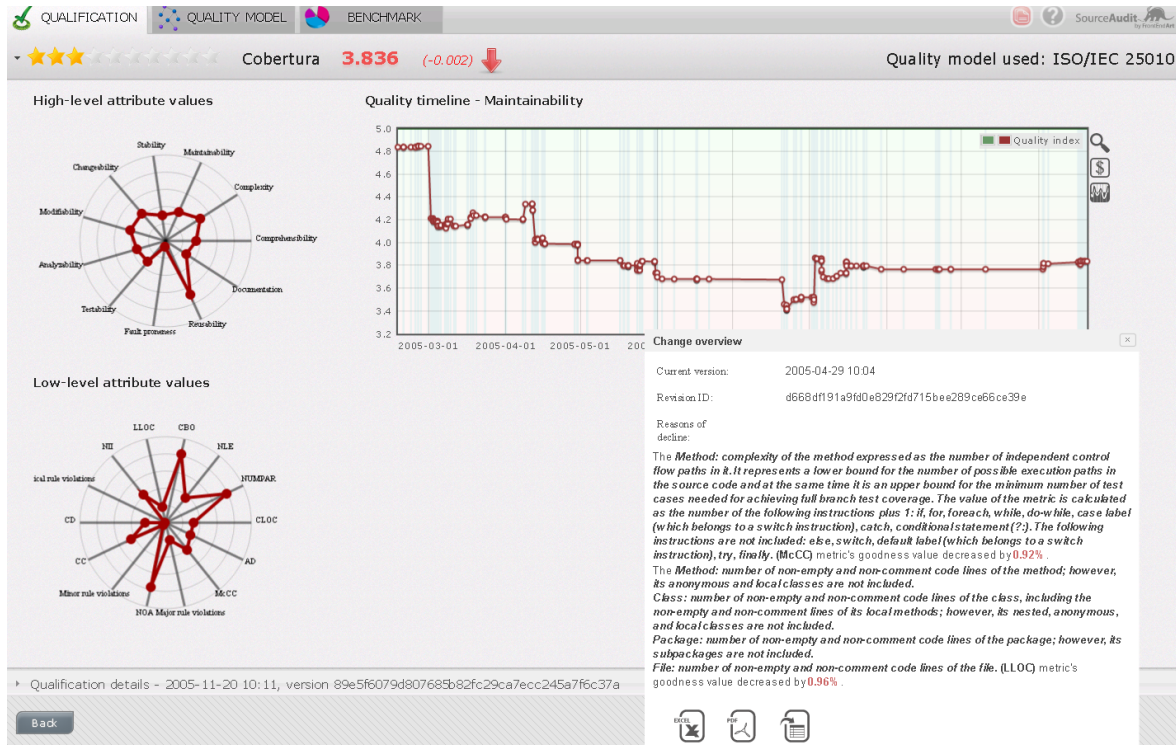 QUALIFICATION
QUALITY MODEL
BENCHMARK
SourceAudit
by FrontEndArt
Cobertura 3.836 (-0.002)
Quality model used: ISO/IEC 25010
High-level attribute values
Stability
Maintainability
Complexity
Comprehensibility
Documentation
Reusability
Fault proneness
Testability
Analyzability
Modifiability
Changeability
Quality timeline - Maintainability
Quality index
5.0
4.8
4.6
4.4
4.2
4.0
3.8
3.6
3.4
3.2
2005-03-01 2005-04-01 2005-05-01 200
$
Low-level attribute values
LLOC
CBO
NLE
NUMPAR
CLOC
AD
McCC
Major rule violations
NOA
Minor rule violations
CC
CD
ical rule violations
NII
Change overview
Current version: 2005-04-29 10:04
Revision ID: d668df191a9fd0e829f2fd715bee289ce66ce39e
Reasons of
decline:
The Method: complexity of the method expressed as the number of independent control
flow paths in it. It represents a lower bound for the number of possible execution paths in
the source code and at the same time it is an upper bound for the minimum number of test
cases needed for achieving full branch test coverage. The value of the metric is calculated
as the number of the following instructions plus 1: if, for, foreach, while, do-while, case label
(which belongs to a switch instruction), catch, conditional statement (?:). The following
instructions are not included: else, switch, default label (which belongs to a switch
instruction), try, finally. (McCC) metric's goodness value decreased by 0.92% .
The Method: number of non-empty and non-comment code lines of the method; however,
its anonymous and local classes are not included.
Class: number of non-empty and non-comment code lines of the class, including the
non-empty and non-comment lines of its local methods; however, its nested, anonymous,
and local classes are not included.
Package: number of non-empty and non-comment code lines of the package; however, its
subpackages are not included.
File: number of non-empty and non-comment code lines of the file. (LLOC) metric's
goodness value decreased by 0.96% .
EXCEL
PDF
Qualification details - 2005-11-20 10:11, version 89e5f6079d807685b82fc29ca7ecc245a7f6c37a
Back